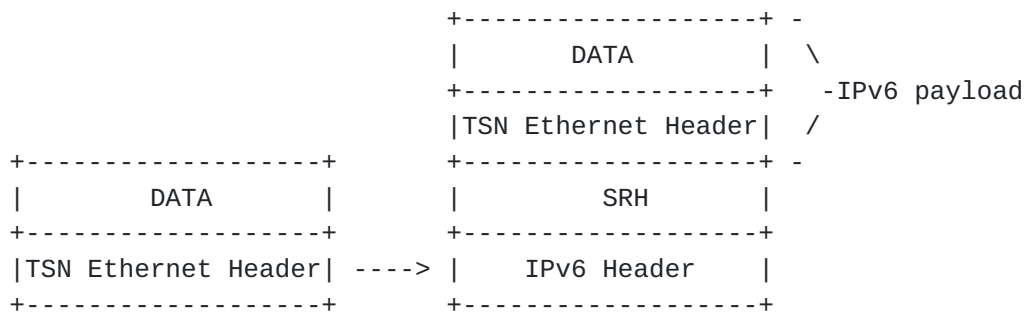 +-------------------+ -
                           |       DATA        |  \
                           +-------------------+   -IPv6 payload
                           |TSN Ethernet Header|  /
+-------------------+      +-------------------+ -
|       DATA        |      |        SRH        |
+-------------------+      +-------------------+
|TSN Ethernet Header| ---> |    IPv6 Header    |
+-------------------+      +-------------------+